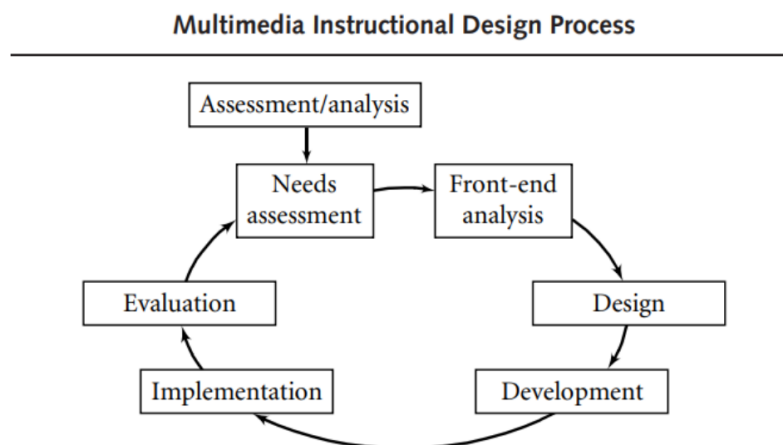 Multimedia Instructional Design Process
Assessment/analysis
Needs
assessment
Front-end
analysis
Evaluation
Design
Implementation
Development